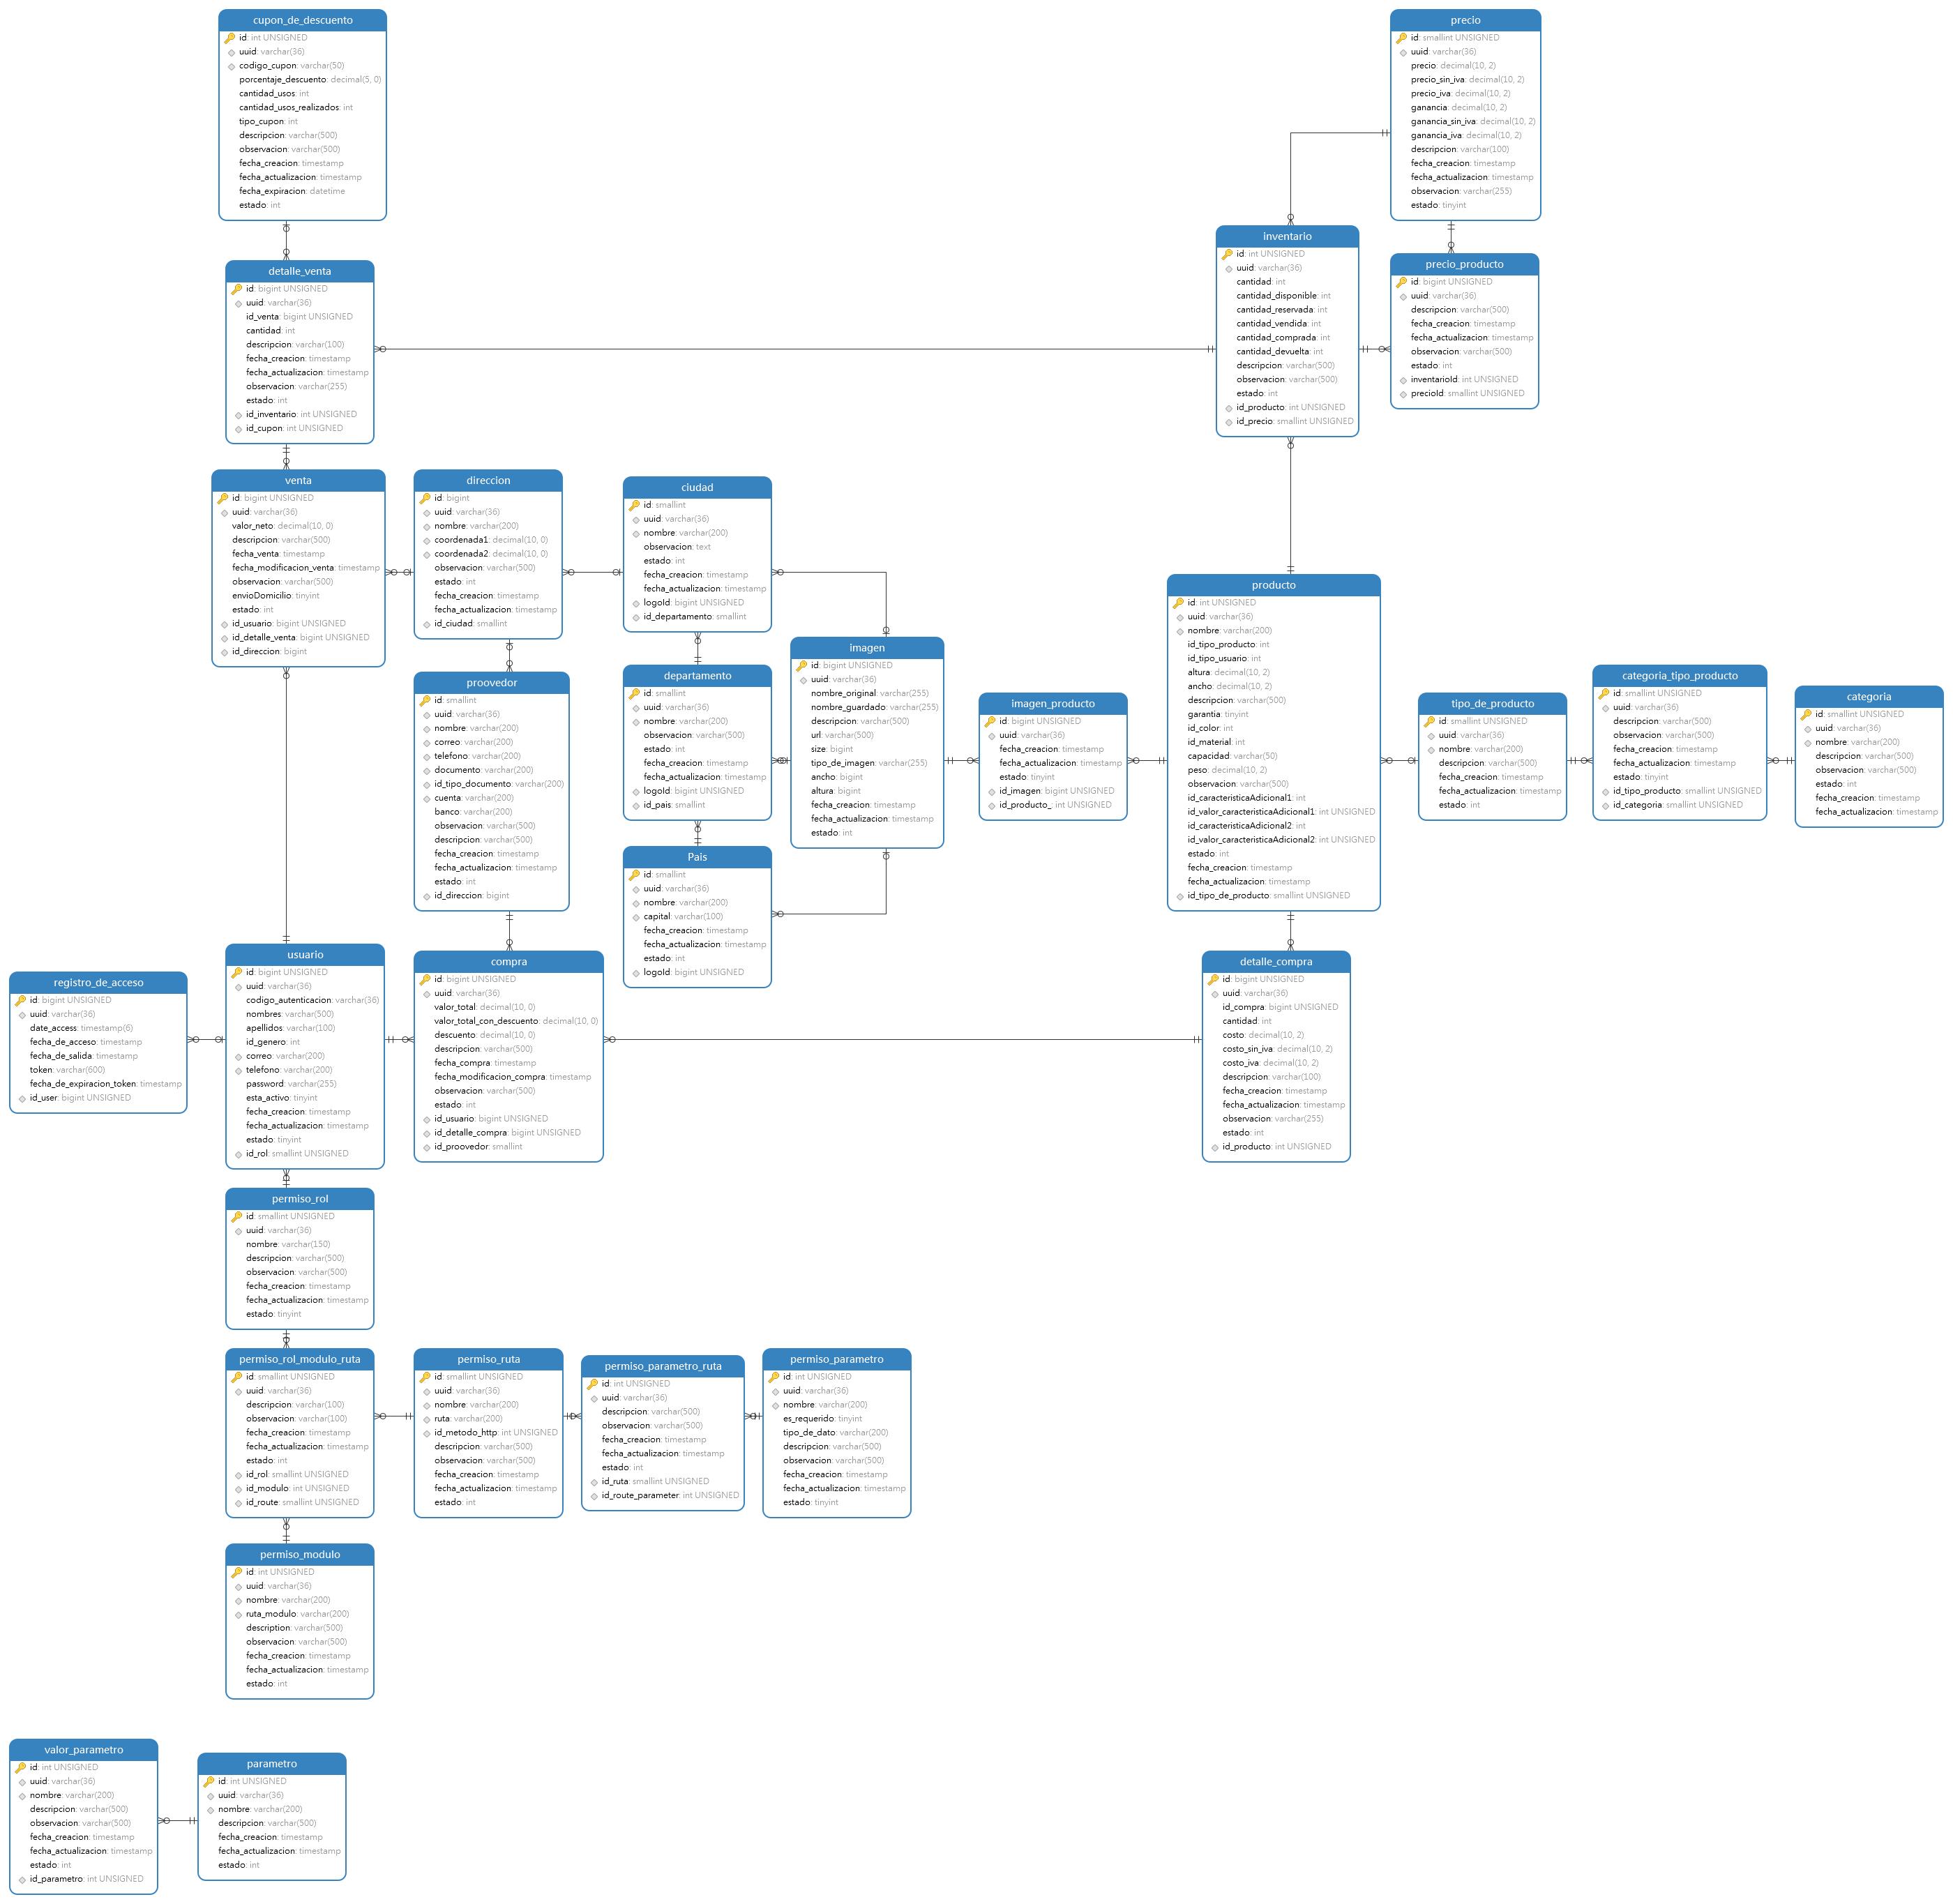 cupon_de_descuento
id: int UNSIGNED
uuid: varchar(36)
codigo_cupon: varchar(50)
porcentaje_descuento: decimal(5, 0)
cantidad_usos: int
cantidad_usos_realizados: int
tipo_cupon: int
descripcion: varchar(500)
observacion: varchar(500)
fecha_creacion: timestamp
fecha_actualizacion: timestamp
fecha_expiracion: datetime
estado: int
precio
id: smallint UNSIGNED
uuid: varchar(36)
precio: decimal(10, 2)
precio_sin_iva: decimal(10, 2)
precio_iva: decimal(10, 2)
ganancia: decimal(10, 2)
ganancia_sin_iva: decimal(10, 2)
ganancia_iva: decimal(10, 2)
descripcion: varchar(100)
fecha_creacion: timestamp
fecha_actualizacion: timestamp
observacion: varchar(255)
estado: tinyint
inventario
id: int UNSIGNED
uuid: varchar(36)
cantidad: int
cantidad_disponible: int
cantidad_reservada: int
cantidad_vendida: int
cantidad_comprada: int
cantidad_devuelta: int
descripcion: varchar(500)
observacion: varchar(500)
estado: int
id_producto: int UNSIGNED
id_precio: smallint UNSIGNED
precio_producto
id: bigint UNSIGNED
uuid: varchar(36)
descripcion: varchar(500)
fecha_creacion: timestamp
fecha_actualizacion: timestamp
observacion: varchar(500)
estado: int
inventarioId: int UNSIGNED
precioId: smallint UNSIGNED
detalle_venta
id: bigint UNSIGNED
uuid: varchar(36)
id_venta: bigint UNSIGNED
cantidad: int
descripcion: varchar(100)
fecha_creacion: timestamp
fecha_actualizacion: timestamp
observacion: varchar(255)
estado: int
id_inventario: int UNSIGNED
id_cupon: int UNSIGNED
venta
id: bigint UNSIGNED
uuid: varchar(36)
valor_neto: decimal(10, 0)
descripcion: varchar(500)
fecha_venta: timestamp
fecha_modificacion_venta: timestamp
observacion: varchar(500)
envioDomicilio: tinyint
estado: int
id_usuario: bigint UNSIGNED
id_detalle_venta: bigint UNSIGNED
id_direccion: bigint
direccion
id: bigint
uuid: varchar(36)
nombre: varchar(200)
coordenada1: decimal(10, 0)
coordenada2: decimal(10, 0)
observacion: varchar(500)
estado: int
fecha_creacion: timestamp
fecha_actualizacion: timestamp
id_ciudad: smallint
ciudad
id: smallint
uuid: varchar(36)
nombre: varchar(200)
observacion: text
estado: int
fecha_creacion: timestamp
fecha_actualizacion: timestamp
logoId: bigint UNSIGNED
id_departamento: smallint
proovedor
id: smallint
uuid: varchar(36)
nombre: varchar(200)
correo: varchar(200)
telefono: varchar(200)
documento: varchar(200)
id_tipo_documento: varchar(200)
cuenta: varchar(200)
banco: varchar(200)
observacion: varchar(500)
descripcion: varchar(500)
fecha_creacion: timestamp
fecha_actualizacion: timestamp
estado: int
id_direccion: bigint
departamento
id: smallint
uuid: varchar(36)
nombre: varchar(200)
observacion: varchar(500)
estado: int
fecha_creacion: timestamp
fecha_actualizacion: timestamp
logoId: bigint UNSIGNED
id_pais: smallint
imagen
id: bigint UNSIGNED
uuid: varchar(36)
nombre_original: varchar(255)
nombre_guardado: varchar(255)
descripcion: varchar(500)
url: varchar(500)
size: bigint
tipo_de_imagen: varchar(255)
ancho: bigint
altura: bigint
fecha_creacion: timestamp
fecha_actualizacion: timestamp
estado: int
imagen_producto
id: bigint UNSIGNED
uuid: varchar(36)
fecha_creacion: timestamp
fecha_actualizacion: timestamp
estado: tinyint
id_imagen: bigint UNSIGNED
id_producto_: int UNSIGNED
producto
id: int UNSIGNED
uuid: varchar(36)
nombre: varchar(200)
id_tipo_producto: int
id_tipo_usuario: int
altura: decimal(10, 2)
ancho: decimal(10, 2)
descripcion: varchar(500)
garantia: tinyint
id_color: int
id_material: int
capacidad: varchar(50)
peso: decimal(10, 2)
observacion: varchar(500)
id_caracteristicaAdicional1: int
id_valor_caracteristicaAdicional1: int UNSIGNED
id_caracteristicaAdicional2: int
id_valor_caracteristicaAdicional2: int UNSIGNED
estado: int
fecha_creacion: timestamp
fecha_actualizacion: timestamp
id_tipo_de_producto: smallint UNSIGNED
tipo_de_producto
id: smallint UNSIGNED
uuid: varchar(36)
nombre: varchar(200)
descripcion: varchar(500)
fecha_creacion: timestamp
fecha_actualizacion: timestamp
estado: int
categoria_tipo_producto
id: smallint UNSIGNED
uuid: varchar(36)
descripcion: varchar(500)
observacion: varchar(500)
fecha_creacion: timestamp
fecha_actualizacion: timestamp
estado: tinyint
id_tipo_producto: smallint UNSIGNED
id_categoria: smallint UNSIGNED
categoria
id: smallint UNSIGNED
uuid: varchar(36)
nombre: varchar(200)
descripcion: varchar(500)
observacion: varchar(500)
estado: int
fecha_creacion: timestamp
fecha_actualizacion: timestamp
Pais
id: smallint
uuid: varchar(36)
nombre: varchar(200)
capital: varchar(100)
fecha_creacion: timestamp
fecha_actualizacion: timestamp
estado: int
logoId: bigint UNSIGNED
registro_de_acceso
id: bigint UNSIGNED
uuid: varchar(36)
date_access: timestamp(6)
fecha_de_acceso: timestamp
fecha_de_salida: timestamp
token: varchar(600)
fecha_de_expiracion_token: timestamp
id_user: bigint UNSIGNED
usuario
id: bigint UNSIGNED
uuid: varchar(36)
codigo_autenticacion: varchar(36)
nombres: varchar(500)
apellidos: varchar(100)
id_genero: int
correo: varchar(200)
telefono: varchar(200)
password: varchar(255)
esta_activo: tinyint
fecha_creacion: timestamp
fecha_actualizacion: timestamp
estado: tinyint
id_rol: smallint UNSIGNED
compra
id: bigint UNSIGNED
uuid: varchar(36)
valor_total: decimal(10, 0)
valor_total_con_descuento: decimal(10, 0)
descuento: decimal(10, 0)
descripcion: varchar(500)
fecha_compra: timestamp
fecha_modificacion_compra: timestamp
observacion: varchar(500)
estado: int
id_usuario: bigint UNSIGNED
id_detalle_compra: bigint UNSIGNED
id_proovedor: smallint
detalle_compra
id: bigint UNSIGNED
uuid: varchar(36)
id_compra: bigint UNSIGNED
cantidad: int
costo: decimal(10, 2)
costo_sin_iva: decimal(10, 2)
costo_iva: decimal(10, 2)
descripcion: varchar(100)
fecha_creacion: timestamp
fecha_actualizacion: timestamp
observacion: varchar(255)
estado: int
id_producto: int UNSIGNED
permiso_rol
id: smallint UNSIGNED
uuid: varchar(36)
nombre: varchar(150)
descripcion: varchar(500)
observacion: varchar(500)
fecha_creacion: timestamp
fecha_actualizacion: timestamp
estado: tinyint
permiso_rol_modulo_ruta
id: smallint UNSIGNED
uuid: varchar(36)
descripcion: varchar(100)
observacion: varchar(100)
fecha_creacion: timestamp
fecha_actualizacion: timestamp
estado: int
id_rol: smallint UNSIGNED
id_modulo: int UNSIGNED
id_route: smallint UNSIGNED
permiso_ruta
id: smallint UNSIGNED
uuid: varchar(36)
nombre: varchar(200)
ruta: varchar(200)
id_metodo_http: int UNSIGNED
descripcion: varchar(500)
observacion: varchar(500)
fecha_creacion: timestamp
fecha_actualizacion: timestamp
estado: int
permiso_parametro_ruta
id: int UNSIGNED
uuid: varchar(36)
descripcion: varchar(500)
observacion: varchar(500)
fecha_creacion: timestamp
fecha_actualizacion: timestamp
estado: int
id_ruta: smallint UNSIGNED
id_route_parameter: int UNSIGNED
permiso_parametro
id: int UNSIGNED
uuid: varchar(36)
nombre: varchar(200)
es_requerido: tinyint
tipo_de_dato: varchar(200)
descripcion: varchar(500)
observacion: varchar(500)
fecha_creacion: timestamp
fecha_actualizacion: timestamp
estado: tinyint
permiso_modulo
id: int UNSIGNED
uuid: varchar(36)
nombre: varchar(200)
ruta_modulo: varchar(200)
description: varchar(500)
observacion: varchar(500)
fecha_creacion: timestamp
fecha_actualizacion: timestamp
estado: int
valor_parametro
id: int UNSIGNED
uuid: varchar(36)
nombre: varchar(200)
descripcion: varchar(500)
observacion: varchar(500)
fecha_creacion: timestamp
fecha_actualizacion: timestamp
estado: int
id_parametro: int UNSIGNED
parametro
id: int UNSIGNED
uuid: varchar(36)
nombre: varchar(200)
descripcion: varchar(500)
fecha_creacion: timestamp
fecha_actualizacion: timestamp
estado: int